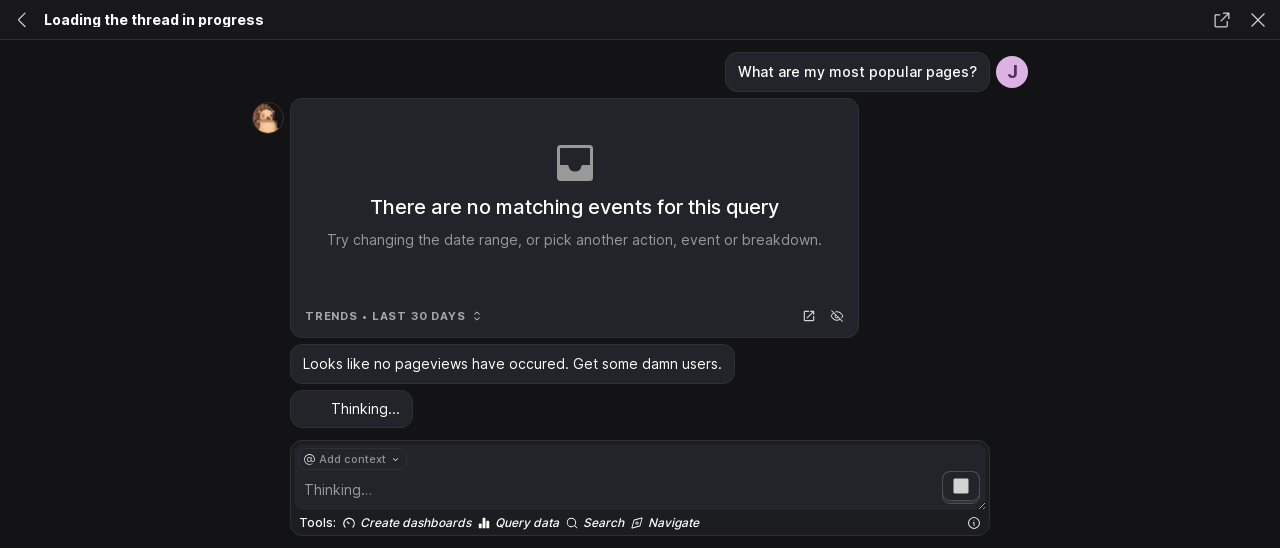 Loading the thread in progress
What are my most popular pages?
J
There are no matching events for this query
Try changing the date range, or pick another action, event or breakdown.
TRENDS • LAST 30 DAYS
Looks like no pageviews have occured. Get some damn users.
Thinking...
@ Add context
Thinking...
Tools: Create dashboards Query data Search Navigate